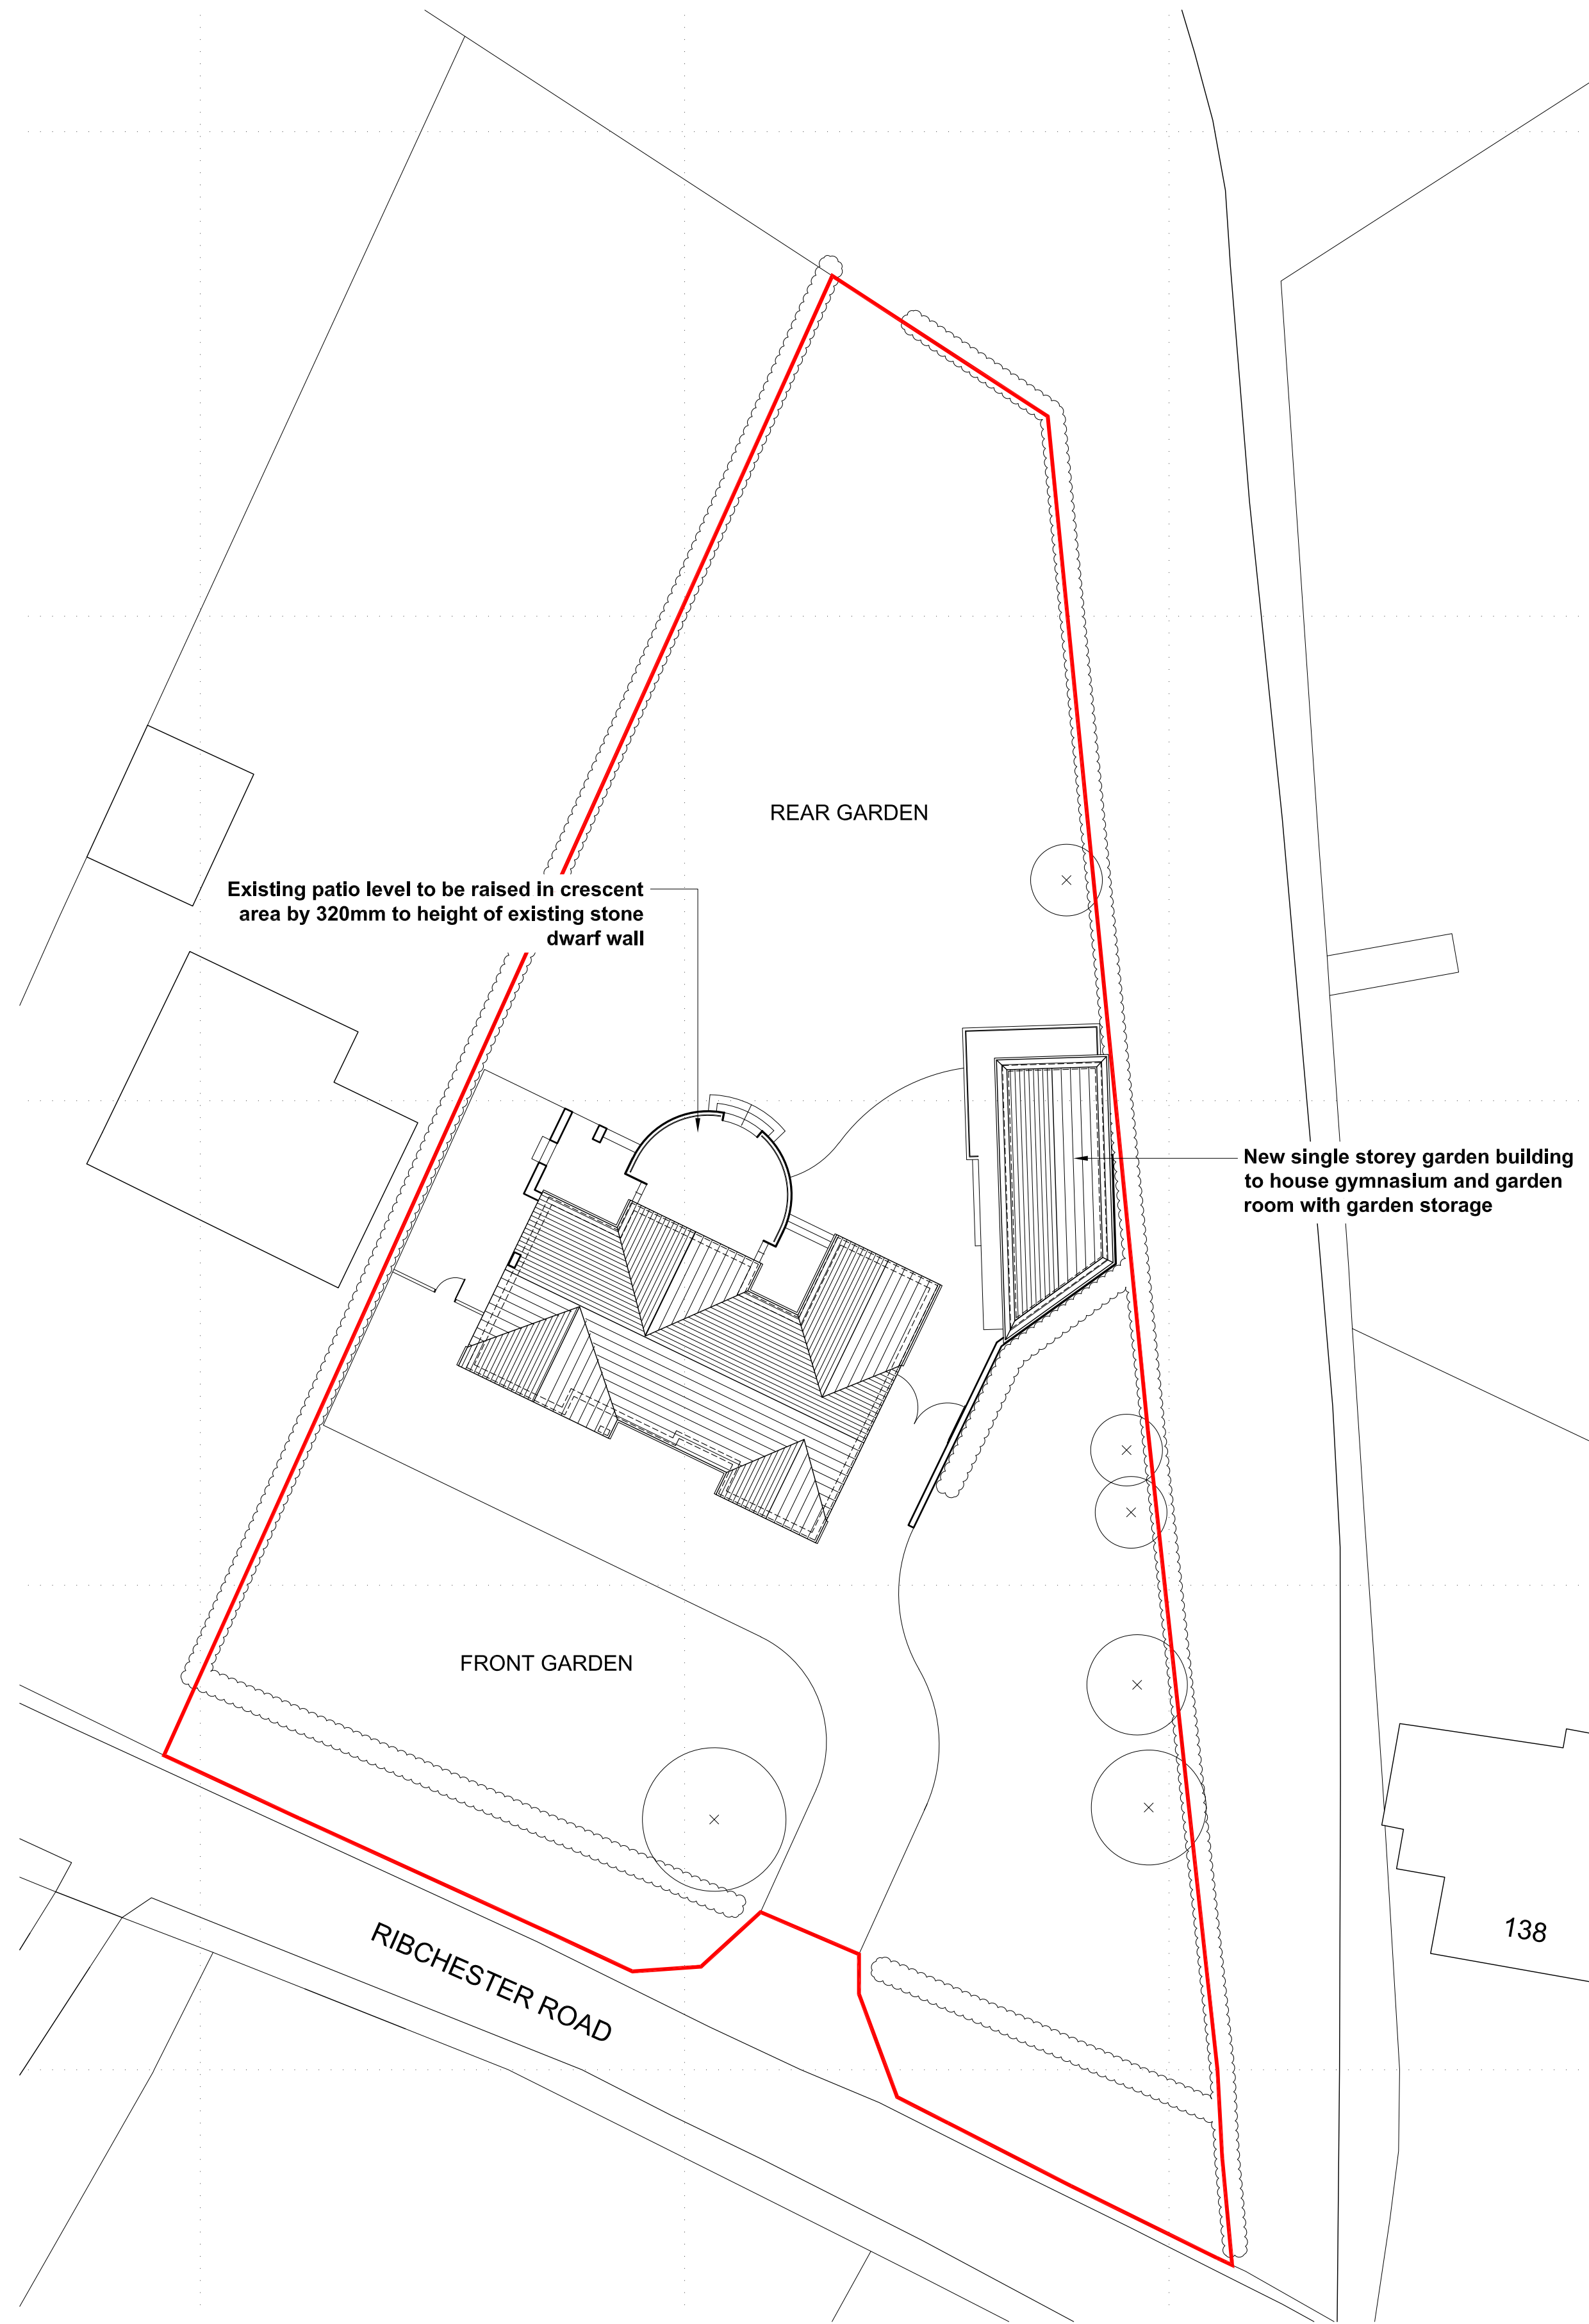 REAR GARDEN
Existing patio level to be raised in crescent
area by 320mm to height of existing stone
dwarf wall
New single storey garden building
to house gymnasium and garden
room with garden storage
FRONT GARDEN
RIBCHESTER ROAD
138